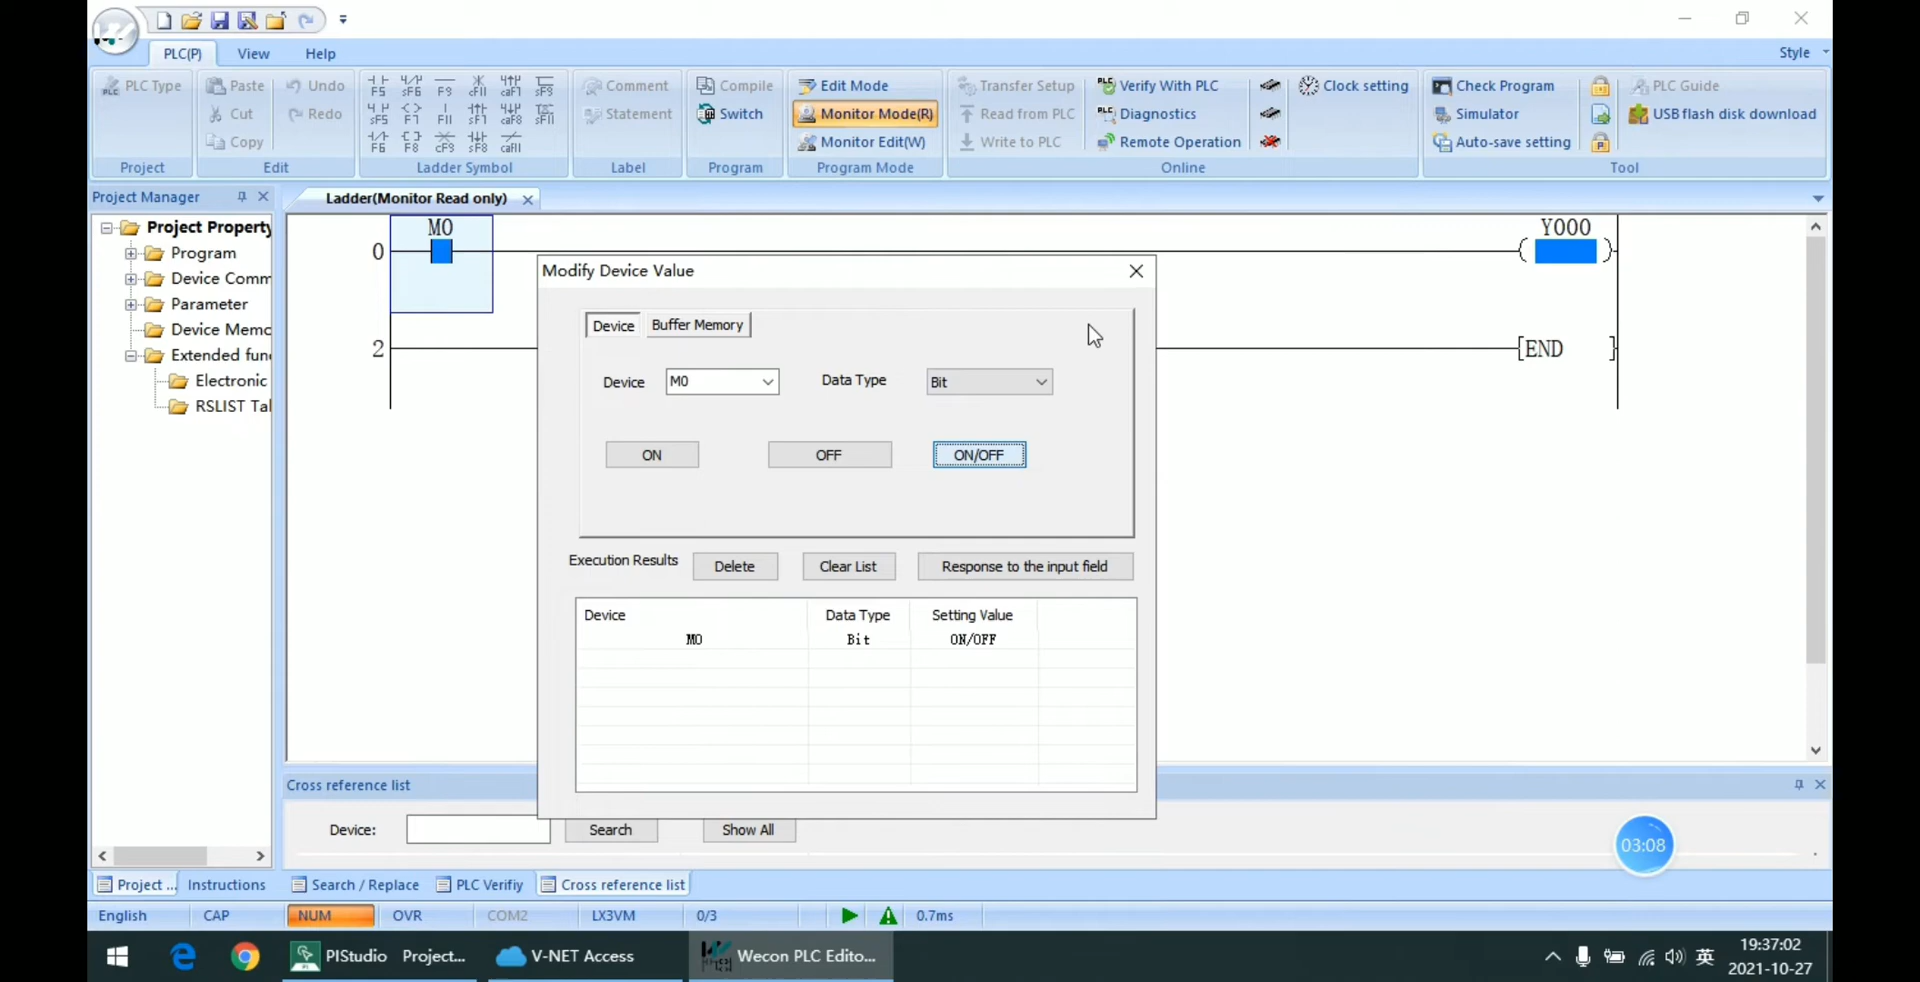 PLC(P) View Help Style
PLC Type Paste Undo Comment Compile Edit Mode Transfer Setup Verify With PLC Clock setting Check Program PLC Guide
Cut Redo Statement Switch Monitor Mode(R) Read from PLC Diagnostics Simulator USB flash disk download
Copy Monitor Edit(W) Write to PLC Remote Operation Auto-save setting
Project Edit Ladder Symbol Label Program Program Mode Online Tool
Project Manager
Ladder(Monitor Read only)
Project Property
Program
Device Comm
Parameter
Device Memo
Extended fun
Electronic
RSLIST Tal
M0 Y000
0
2 END
Modify Device Value
Device Buffer Memory
Device M0 Data Type Bit
ON OFF ON/OFF
Execution Results Delete Clear List Response to the input field
Device Data Type Setting Value
M0 Bit ON/OFF
Cross reference list
Device: Search Show All
03:08
Project ... Instructions Search / Replace PLC Verifiy Cross reference list
English CAP NUM OVR COM2 LX3VM 0/3 0.7ms
PIStudio Project... V-NET Access Wecon PLC Edito... 英 19:37:02
2021-10-27